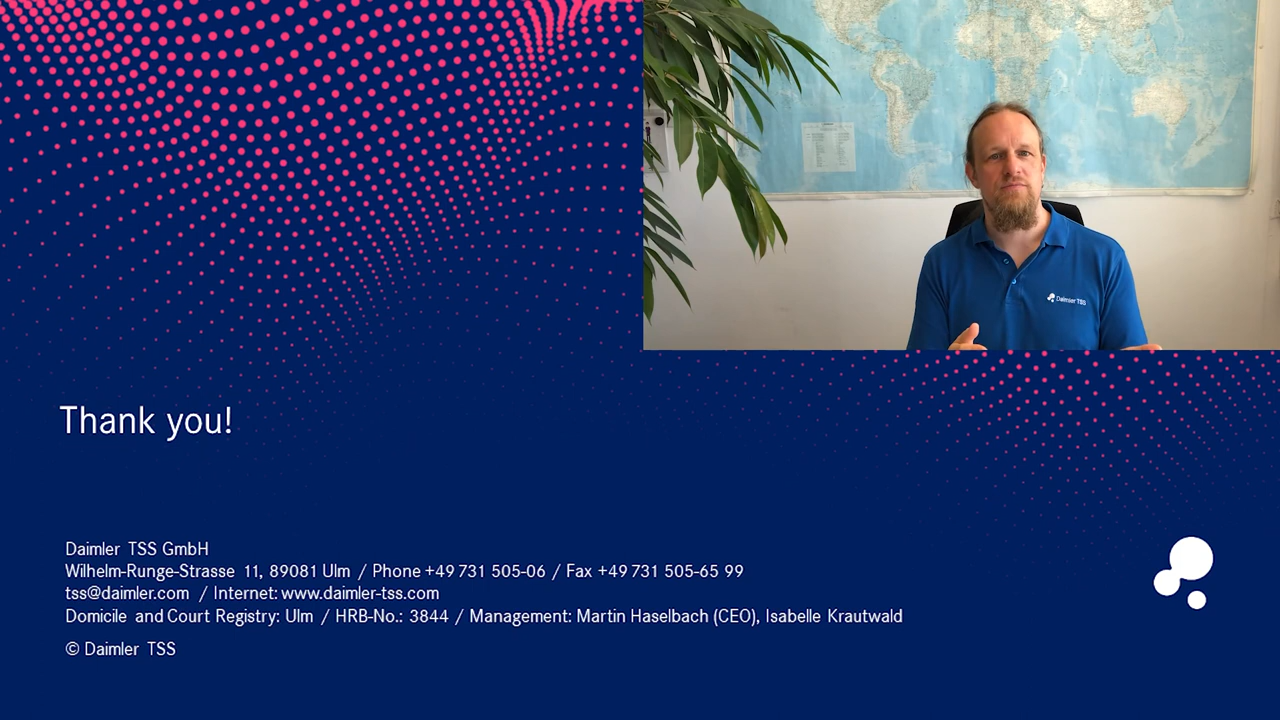 Daimler TSS
Thank you!
Daimler TSS GmbH
Wilhelm-Runge-Strasse 11, 89081 Ulm / Phone +49 731 505-06 / Fax +49 731 505-65 99
tss@daimler.com / Internet: www.daimler-tss.com
Domicile and Court Registry: Ulm / HRB-No.: 3844 / Management: Martin Haselbach (CEO), Isabelle Krautwald
© Daimler TSS